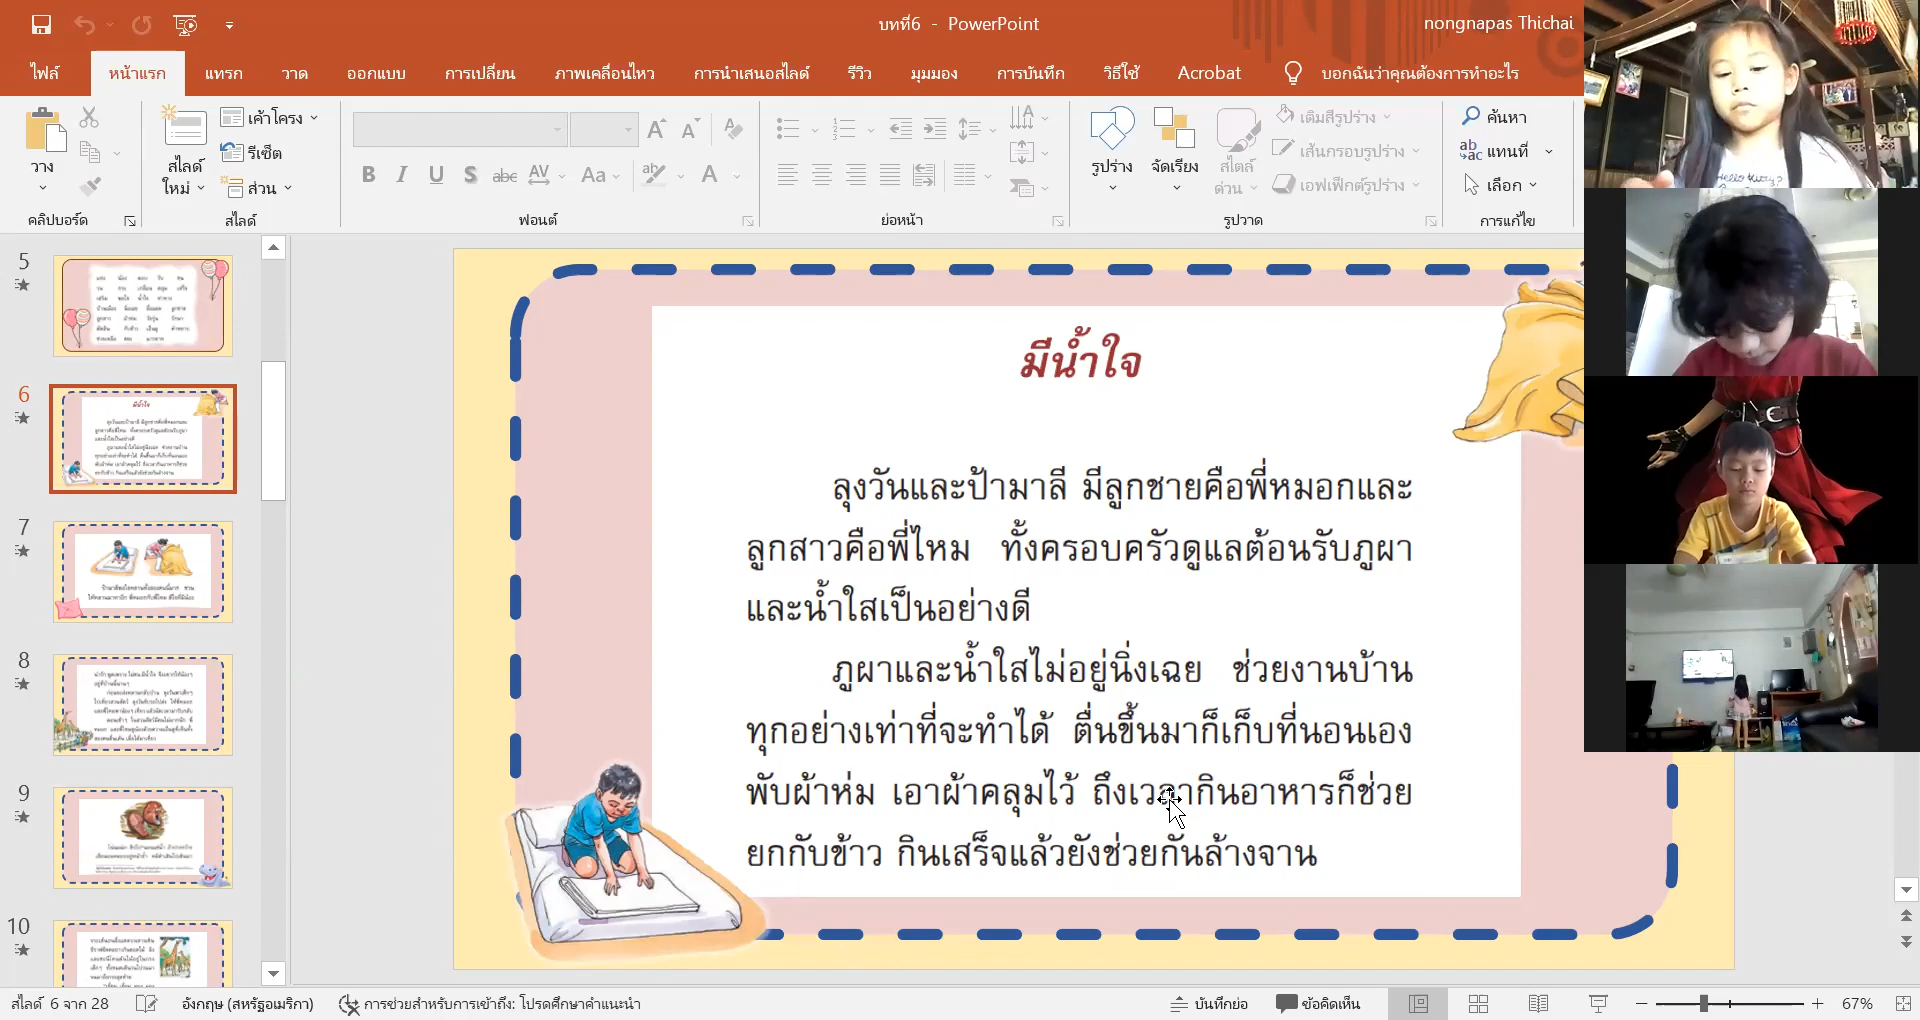 บทที่6 - PowerPoint
nongnapas Thichai
ไฟล์ หน้าแรก แทรก วาด ออกแบบ การเปลี่ยน ภาพเคลื่อนไหว การนำเสนอสไลด์ รีวิว มุมมอง การบันทึก วิธีใช้ Acrobat บอกฉันว่าคุณต้องการทำอะไร
วาง
สไลด์
ใหม่
เค้าโครง
รีเซ็ต
ส่วน
B I U S abc AV Aa A
รูปร่าง
จัดเรียง
สไตล์
ด่วน
เติมสีรูปร่าง
เส้นกรอบรูปร่าง
เอฟเฟ็กต์รูปร่าง
ค้นหา
แทนที่
เลือก
คลิปบอร์ด สไลด์ ฟอนต์ ย่อหน้า รูปวาด การแก้ไข
5
6
7
8
9
10
มีน้ำใจ
ลุงวันและป้ามาลี มีลูกชายคือพี่หมอกและ
ลูกสาวคือพี่ไหม ทั้งครอบครัวดูแลต้อนรับภูผา
และน้ำใสเป็นอย่างดี
ภูผาและน้ำใสไม่อยู่นิ่งเฉย ช่วยงานบ้าน
ทุกอย่างเท่าที่จะทำได้ ตื่นขึ้นมาก็เก็บที่นอนเอง
พับผ้าห่ม เอาผ้าคลุมไว้ ถึงเวลากินอาหารก็ช่วย
ยกกับข้าว กินเสร็จแล้วยังช่วยกันล้างจาน
สไลด์ 6 จาก 28 อังกฤษ (สหรัฐอเมริกา) การช่วยสำหรับการเข้าถึง: โปรดศึกษาคำแนะนำ บันทึกย่อ ข้อคิดเห็น 67%